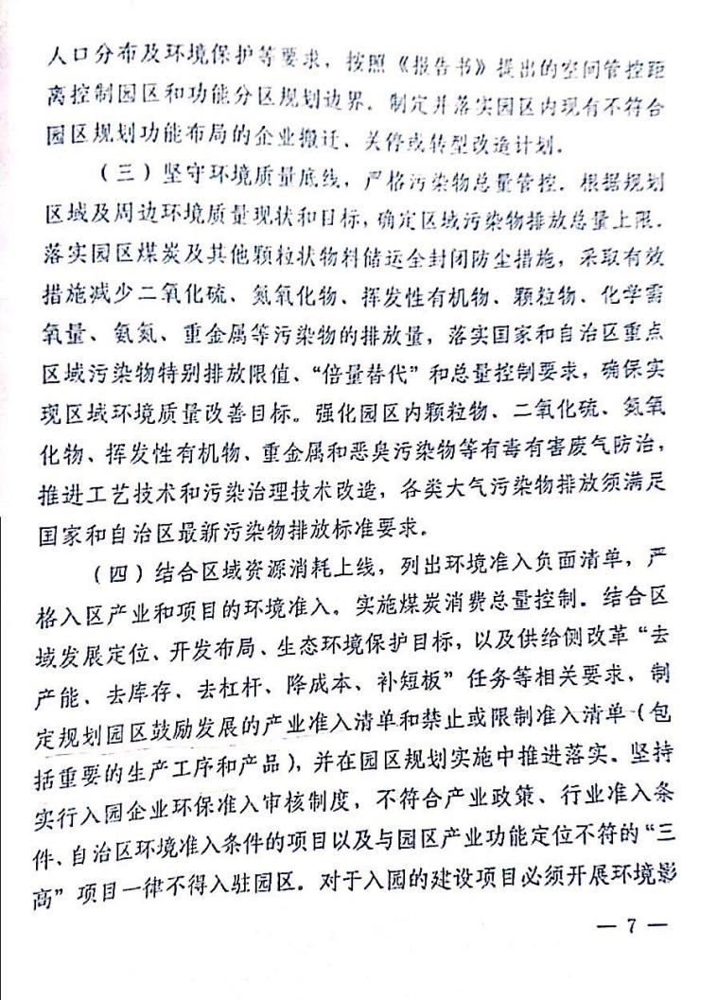 人口分布及环境保护等要求，按照《报告书》提出的空间管控距
离控制园区和功能分区规划边界。制定并落实园区内现有不符合
园区规划功能布局的企业搬迁、关停或转型改造计划。
（三）坚守环境质量底线，严格污染物总量管控。根据规划
区域及周边环境质量现状和目标，确定区域污染物排放总量上限。
落实园区煤炭及其他颗粒状物料储运全封闭防尘措施，采取有效
措施减少二氧化硫、氮氧化物、挥发性有机物、颗粒物、化学需
氧量、氨氮、重金属等污染物的排放量，落实国家和自治区重点
区域污染物特别排放限值、“倍量替代”和总量控制要求，确保实
现区域环境质量改善目标。强化园区内颗粒物、二氧化硫、氮氧
化物、挥发性有机物、重金属和恶臭污染物等有毒有害废气防治，
推进工艺技术和污染治理技术改造，各类大气污染物排放须满足
国家和自治区最新污染物排放标准要求。
（四）结合区域资源消耗上线，列出环境准入负面清单，严
格入区产业和项目的环境准入。实施煤炭消费总量控制。结合区
域发展定位、开发布局、生态环境保护目标，以及供给侧改革“去
产能、去库存、去杠杆、降成本、补短板”任务等相关要求，制
定规划园区鼓励发展的产业准入清单和禁止或限制准入清单（包
括重要的生产工序和产品），并在园区规划实施中推进落实。坚持
实行入园企业环保准入审核制度，不符合产业政策、行业准入条
件、自治区环境准入条件的项目以及与园区产业功能定位不符的“三
高”项目一律不得入驻园区。对于入园的建设项目必须开展环境影
— 7 —